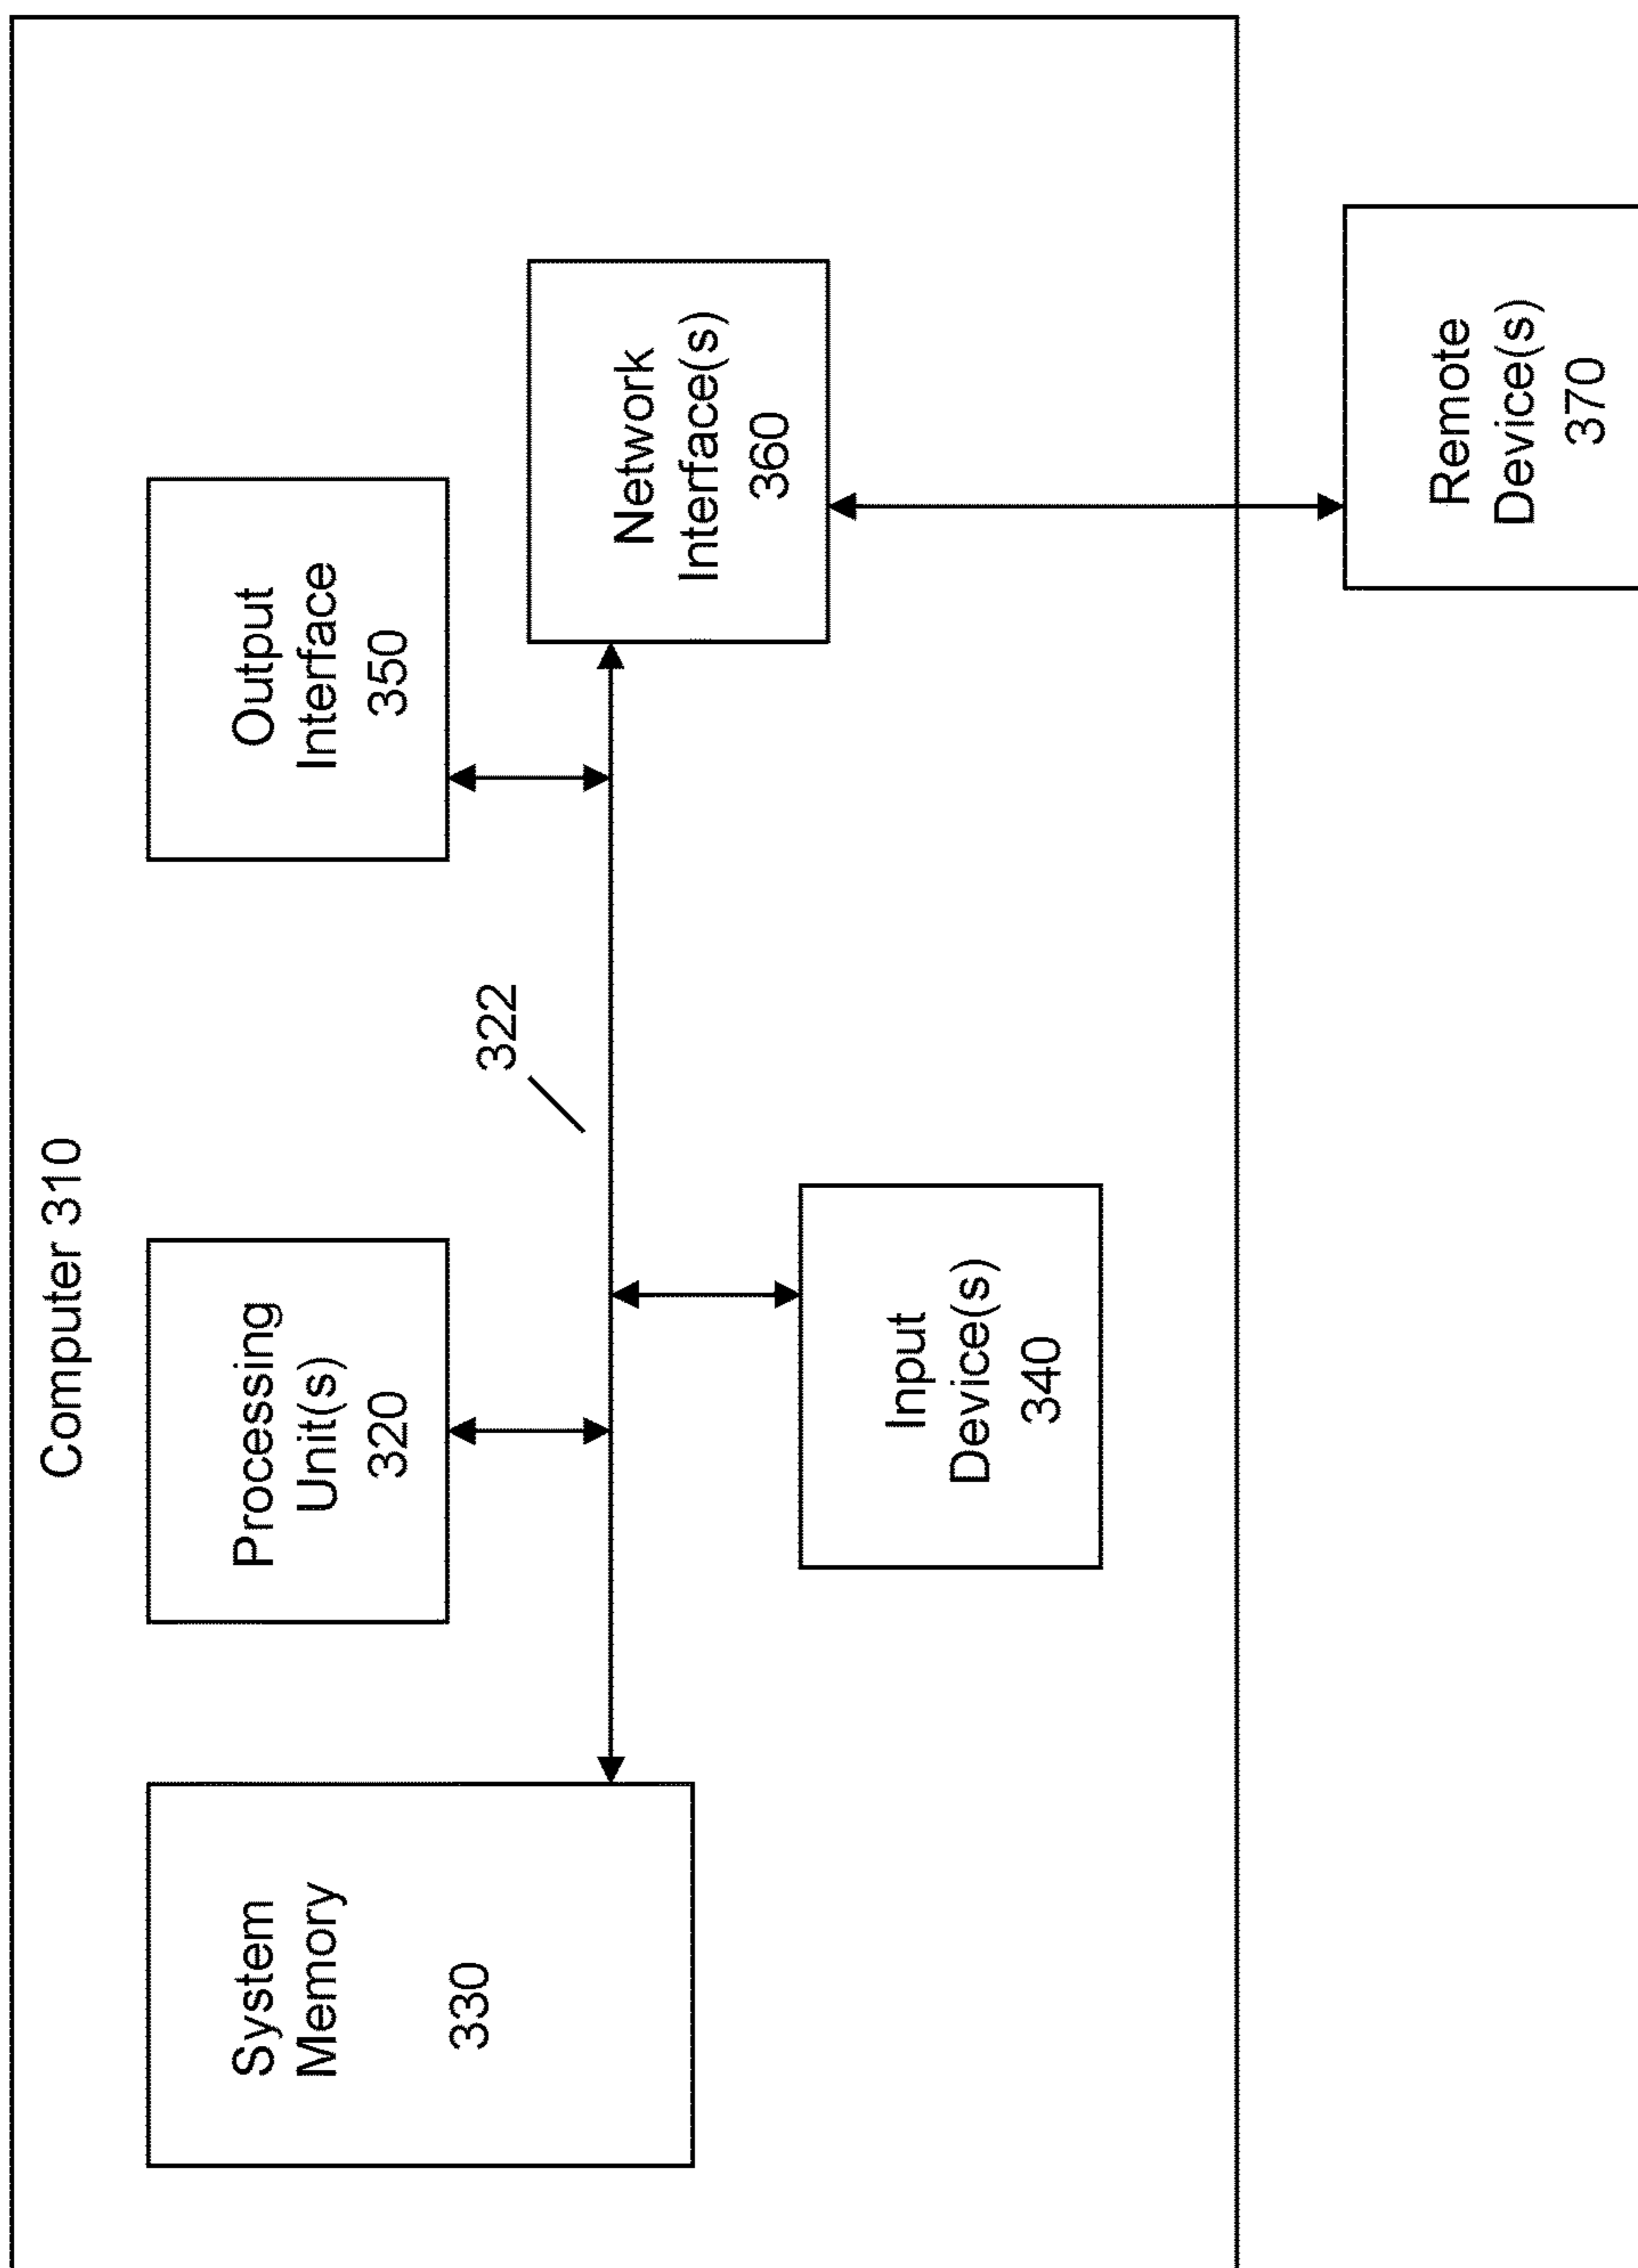 Computer 310
System
Memory
330
Processing
Unit(s)
320
Output
Interface
350
322
Network
Interface(s)
360
Input
Device(s)
340
Remote
Device(s)
370